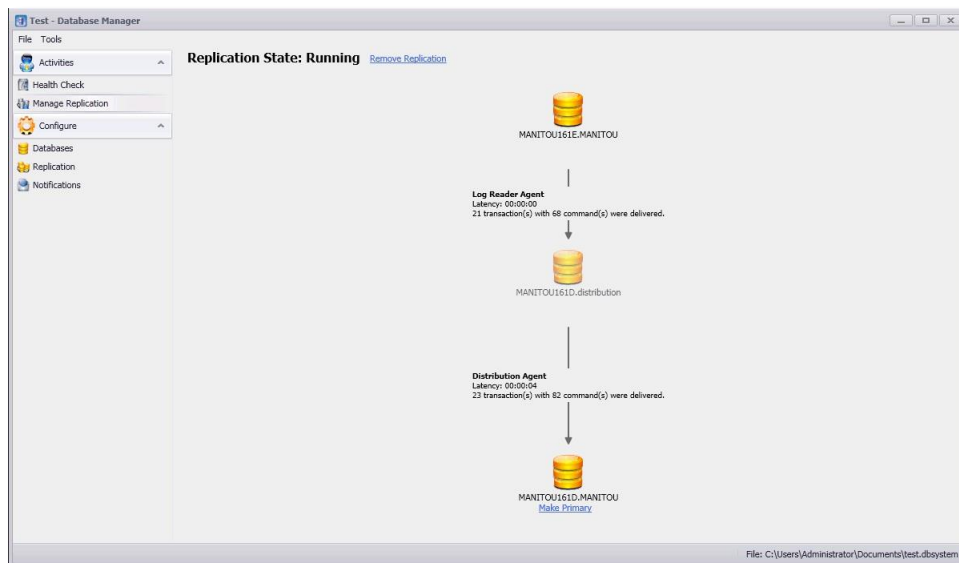 Test - Database Manager
File Tools
Activities
Health Check
Manage Replication
Configure
Databases
Replication
Notifications
Replication State: Running Remove Replication
MANITOU161E.MANITOU
Log Reader Agent
Latency: 00:00:00
21 transaction(s) with 68 command(s) were delivered.
MANITOU161D.distribution
Distribution Agent
Latency: 00:00:04
23 transaction(s) with 82 command(s) were delivered.
MANITOU161D.MANITOU
Make Primary
File: C:\Users\Administrator\Documents\test.dbsystem